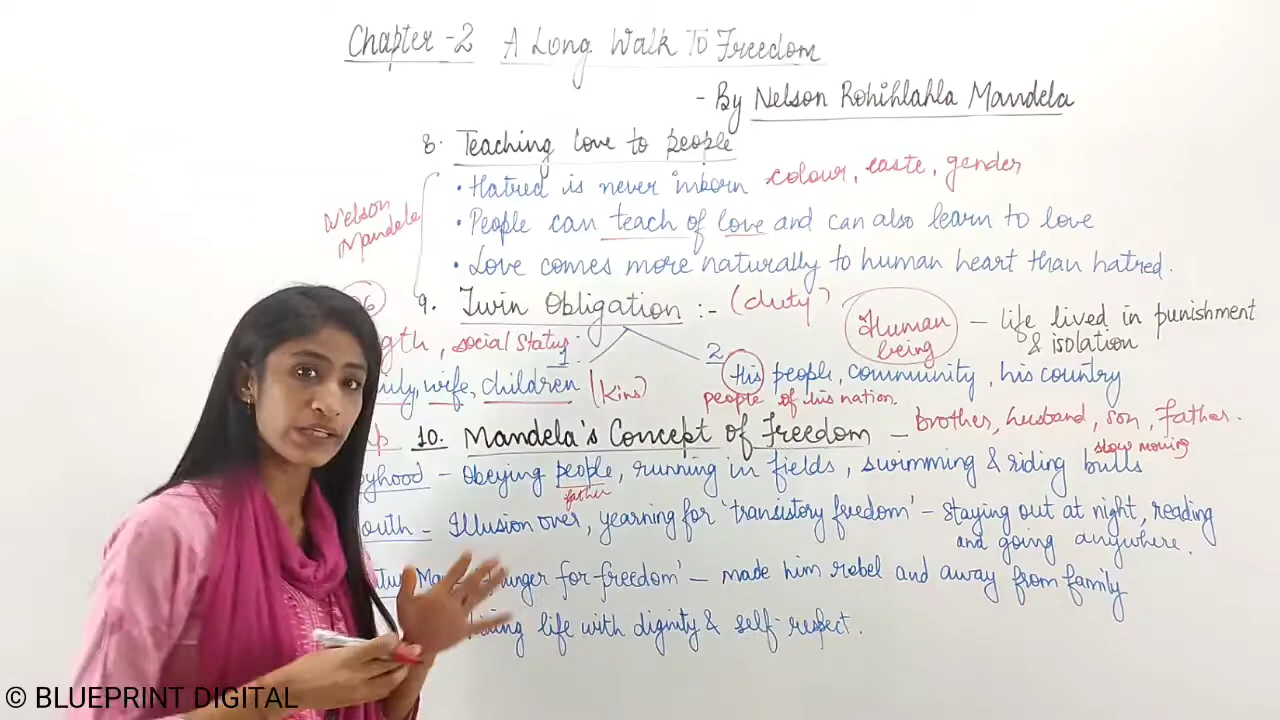 Chapter -2 A Long Walk To Freedom
- By Nelson Rohihlahla Mandela
8. Teaching love to people
• Hatred is never inborn colour, caste, gender
Nelson Mandela
• People can teach of love and can also learn to love
• Love comes more naturally to human heart than hatred.
9. Twin Obligation :- (duty)
Human being – life lived in punishment & isolation
social status
1. 2
wife, children (kins) His people, community, his country
people of his nation.
10. Mandela's Concept of Freedom – brother, husband, son, father.
slow moving
– obeying people, running in fields, swimming & riding bulls
father
– Illusion over, yearning for 'transistory freedom' – staying out at night, reading
and going anywhere.
hunger for freedom' – made him rebel and away from family
life with dignity & self-respect.
© BLUEPRINT DIGITAL